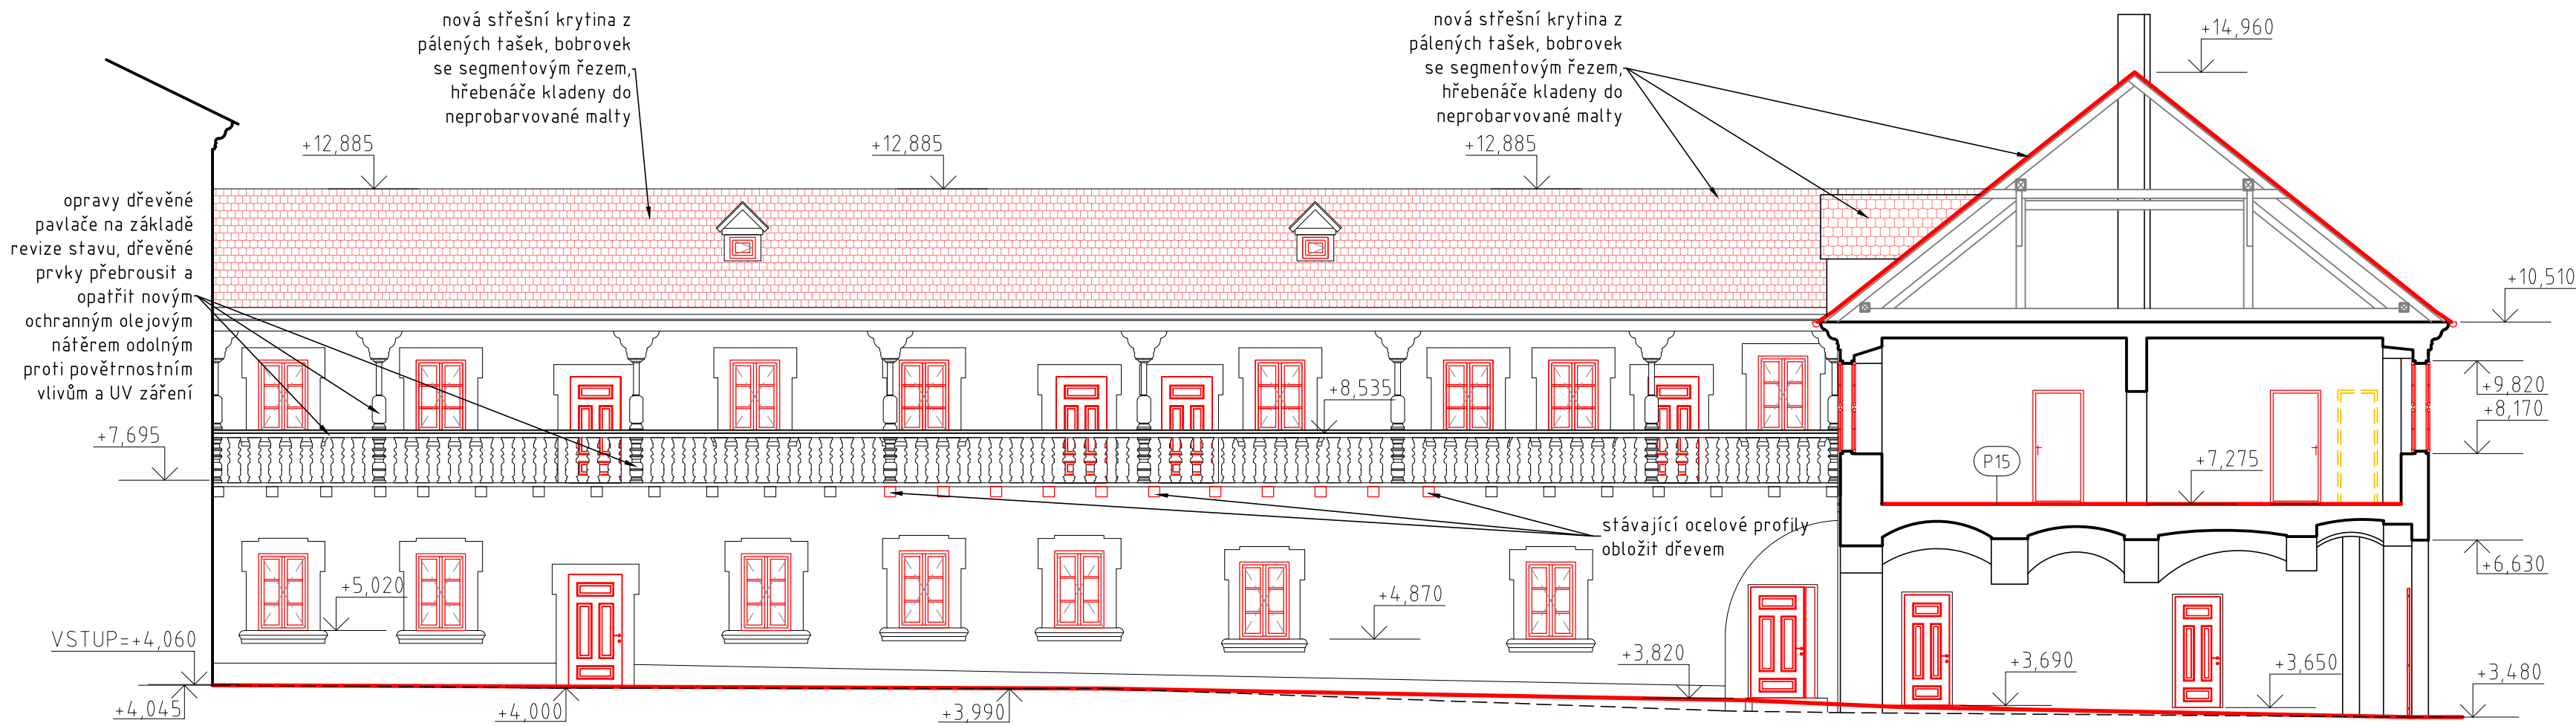 nová střešní krytina z
pálených tašek, bobrovek
se segmentovým řezem,
hřebenáče kladeny do
neprobarvované malty
nová střešní krytina z
pálených tašek, bobrovek
se segmentovým řezem,
hřebenáče kladeny do
neprobarvované malty
+14,960
+12,885
+12,885
+12,885
opravy dřevěné
pavlače na základě
revize stavu, dřevěné
prvky přebrousit a
opatřit novým
ochranným olejovým
nátěrem odolným
proti povětrnostním
vlivům a UV záření
+10,510
+9,820
+8,170
+8,535
+7,695
P15
+7,275
stávající ocelové profily
obložit dřevem
+6,630
+5,020
+4,870
VSTUP=+4,060
+3,820
+3,690
+3,650
+3,480
+4,045
+4,000
+3,990